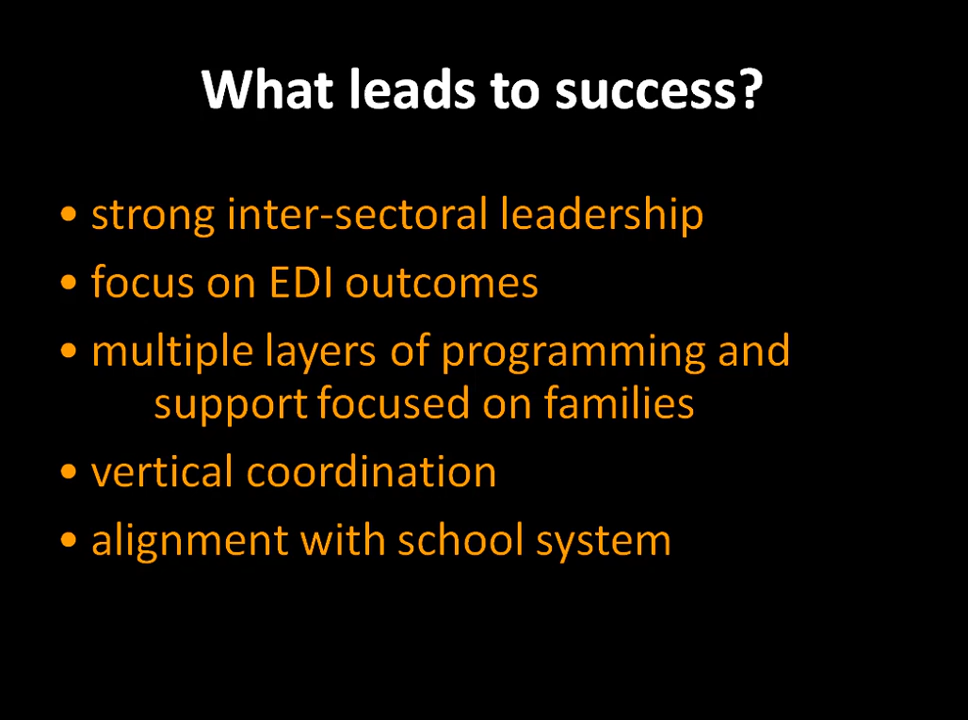 What leads to success?
• strong inter-sectoral leadership
• focus on EDI outcomes
• multiple layers of programming and
support focused on families
• vertical coordination
• alignment with school system